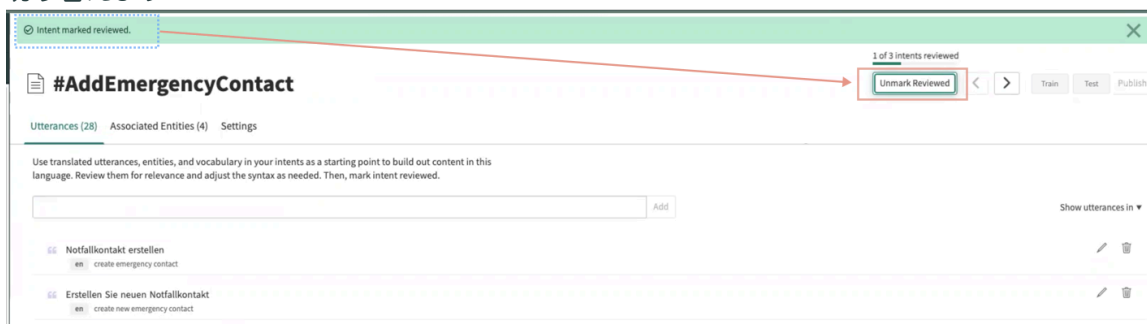 Intent marked reviewed.
1 of 3 intents reviewed
#AddEmergencyContact
Unmark Reviewed
Train
Test
Publish
Utterances (28) Associated Entities (4) Settings
Use translated utterances, entities, and vocabulary in your intents as a starting point to build out content in this
language. Review them for relevance and adjust the syntax as needed. Then, mark intent reviewed.
Add
Show utterances in
Notfallkontakt erstellen
en create emergency contact
Erstellen Sie neuen Notfallkontakt
en create new emergency contact